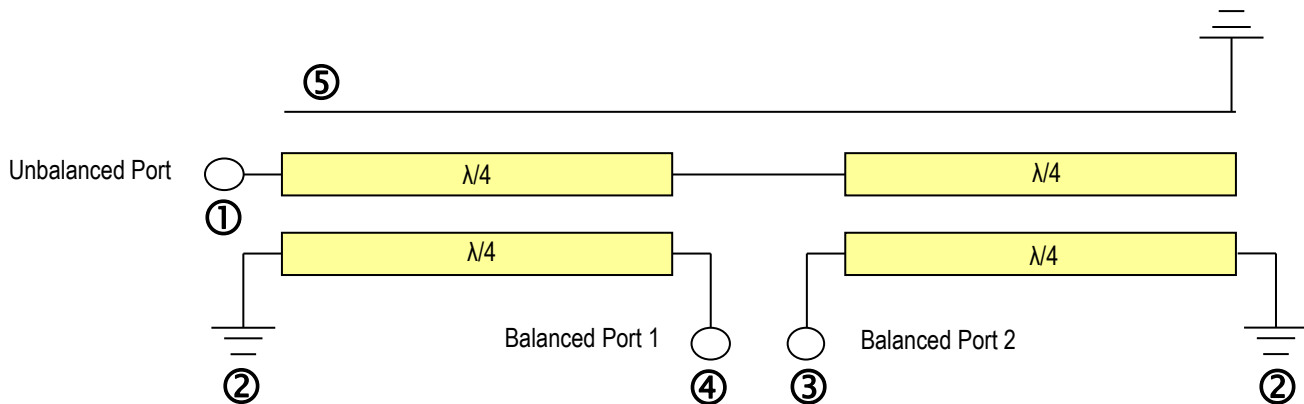 ⑤
Unbalanced Port
λ/4
λ/4
①
λ/4
λ/4
Balanced Port 1
Balanced Port 2
②
④
③
②